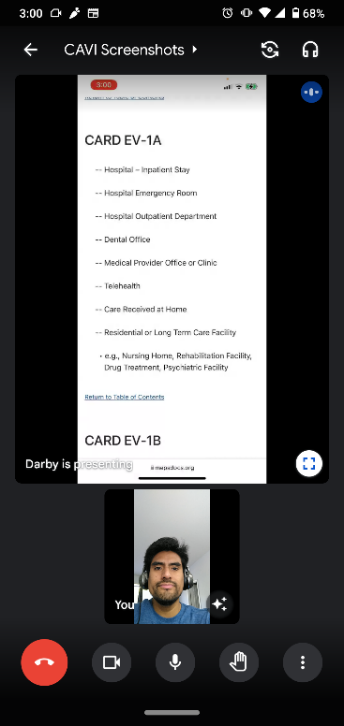 3:00
68%
CAVI Screenshots
3:00
CARD EV-1A
-- Hospital – Inpatient Stay
-- Hospital Emergency Room
-- Hospital Outpatient Department
-- Dental Office
-- Medical Provider Office or Clinic
-- Telehealth
-- Care Received at Home
-- Residential or Long Term Care Facility
• e.g., Nursing Home, Rehabilitation Facility,
Drug Treatment, Psychiatric Facility
Return to Table of Contents
CARD EV-1B
Darby is presenting
You